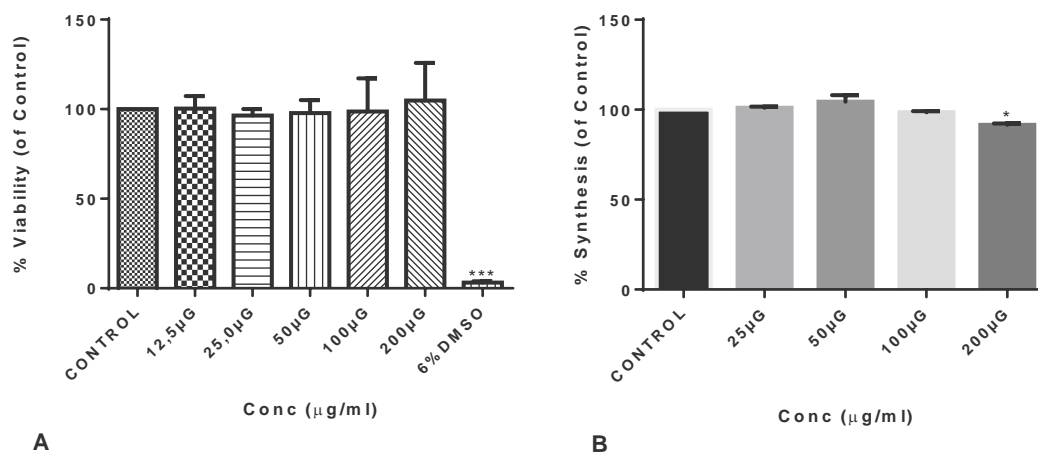 % Viability (of Control)
150
100
50
0
***
CONTROL
12,5µG
25,0µG
50µG
100µG
200µG
6%DMSO
Conc (µg/ml)
A
% Synthesis (of Control)
150
100
50
0
*
CONTROL
25µG
50µG
100µG
200µG
Conc (µg/ml)
B